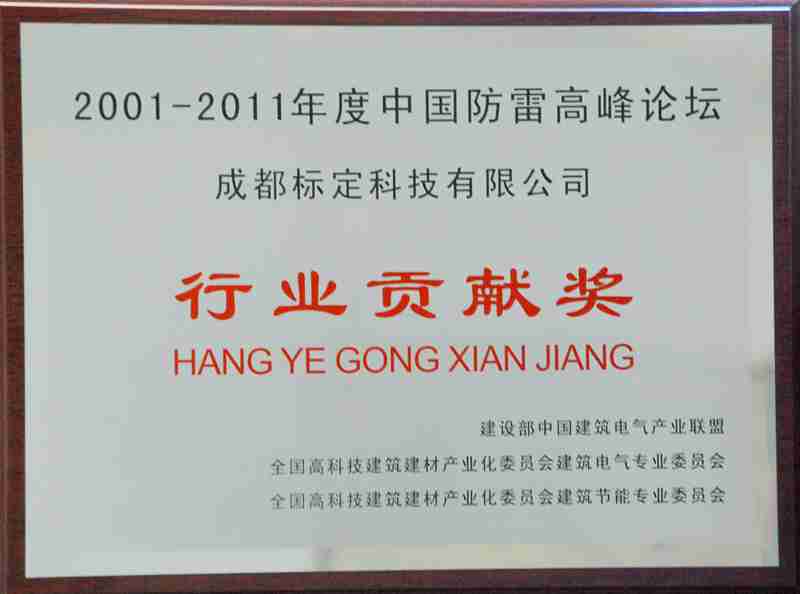 2001-2011年度中国防雷高峰论坛
成都标定科技有限公司
行业贡献奖
HANG YE GONG XIAN JIANG
建设部中国建筑电气产业联盟
全国高科技建筑建材产业化委员会建筑电气专业委员会
全国高科技建筑建材产业化委员会建筑节能专业委员会